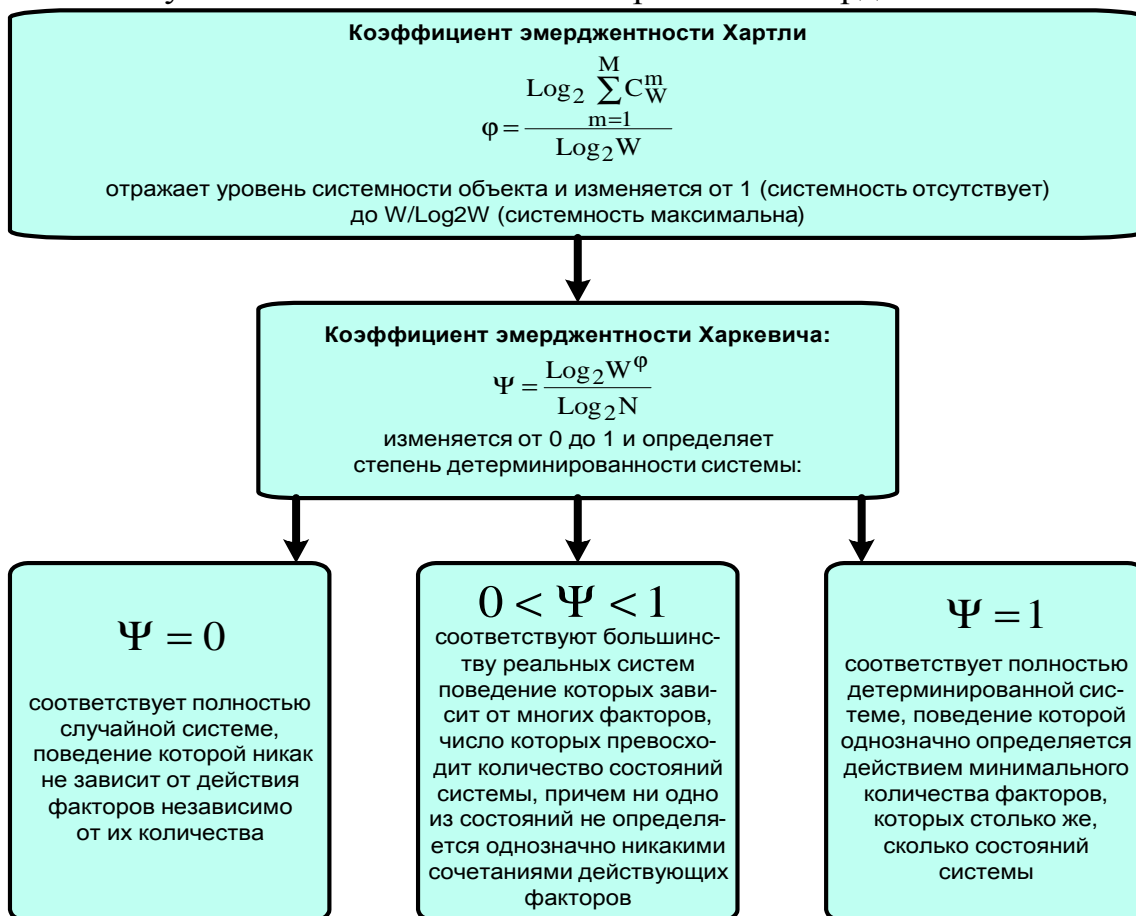 Коэффициент эмерджентности Хартли
φ = Log₂ ∑ᴹₘ₌₁ Cᵐ_W / Log₂W
отражает уровень системности объекта и изменяется от 1 (системность отсутствует)
до W/Log2W (системность максимальна)
Коэффициент эмерджентности Харкевича:
Ψ = Log₂W^φ / Log₂N
изменяется от 0 до 1 и определяет
степень детерминированности системы:
Ψ = 0
соответствует полностью
случайной системе,
поведение которой никак
не зависит от действия
факторов независимо
от их количества
0 < Ψ < 1
соответствуют большинс-
тву реальных систем
поведение которых зави-
сит от многих факторов,
число которых превосхо-
дит количество состояний
системы, причем ни одно
из состояний не определя-
ется однозначно никакими
сочетаниями действующих
факторов
Ψ = 1
соответствует полностью
детерминированной сис-
теме, поведение которой
однозначно определяется
действием минимального
количества факторов,
которых столько же,
сколько состояний
системы